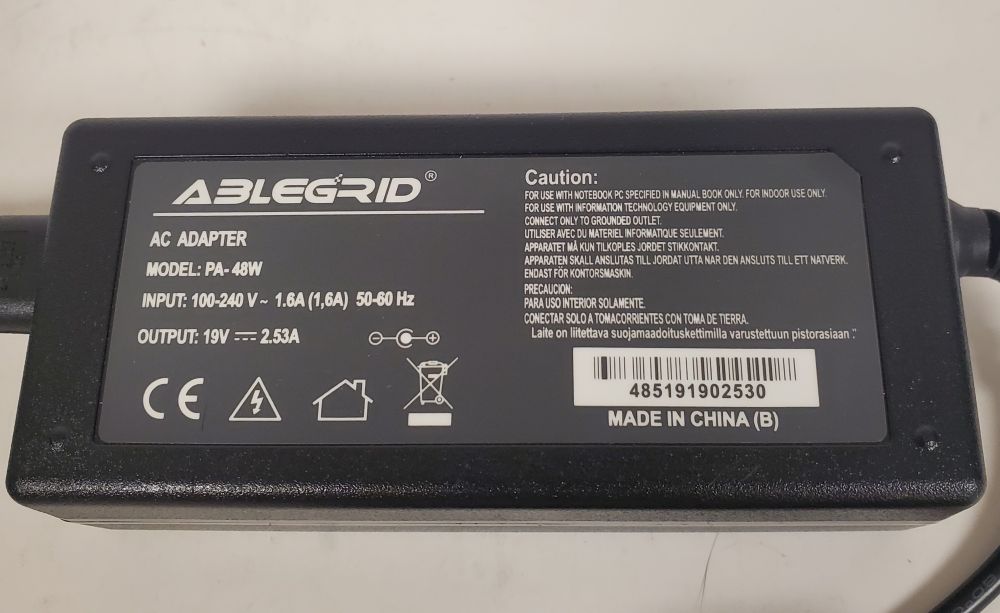 ABLEGRID®
AC ADAPTER
MODEL: PA-48W
INPUT: 100-240 V ~ 1.6A (1,6A) 50-60 Hz
OUTPUT: 19V 2.53A
CE
Caution:
FOR USE WITH NOTEBOOK PC SPECIFIED IN MANUAL BOOK ONLY. FOR INDOOR USE ONLY.
FOR USE WITH INFORMATION TECHNOLOGY EQUIPMENT ONLY.
CONNECT ONLY TO GROUNDED OUTLET.
UTILISER AVEC DU MATERIEL INFORMATIQUE SEULEMENT.
APPARATET MÅ KUN TILKOPLES JORDET STIKKONTAKT.
APPARATEN SKALL ANSLUTAS TILL JORDAT UTTA NAR DEN ANSLUTS TILL ETT NATVERK.
ENDAST FÖR KONTORSMASKIN.
PRECAUCION:
PARA USO INTERIOR SOLAMENTE.
CONECTAR SOLO A TOMACORRIENTES CON TOMA DE TIERRA.
Laite on liitettava suojamaadoituskettimilla varustettuun pistorasiaan."
485191902530
MADE IN CHINA (B)